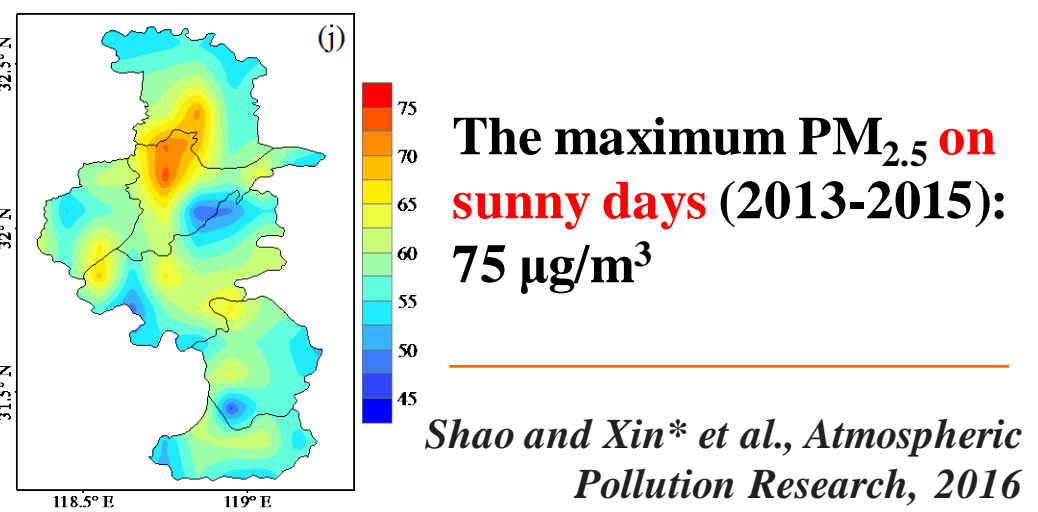 (j)
32.5° N
32° N
31.5° N
118.5° E
119° E
75
70
65
60
55
50
45
The maximum PM2.5 on
sunny days (2013-2015):
75 μg/m³
Shao and Xin* et al., Atmospheric
Pollution Research, 2016